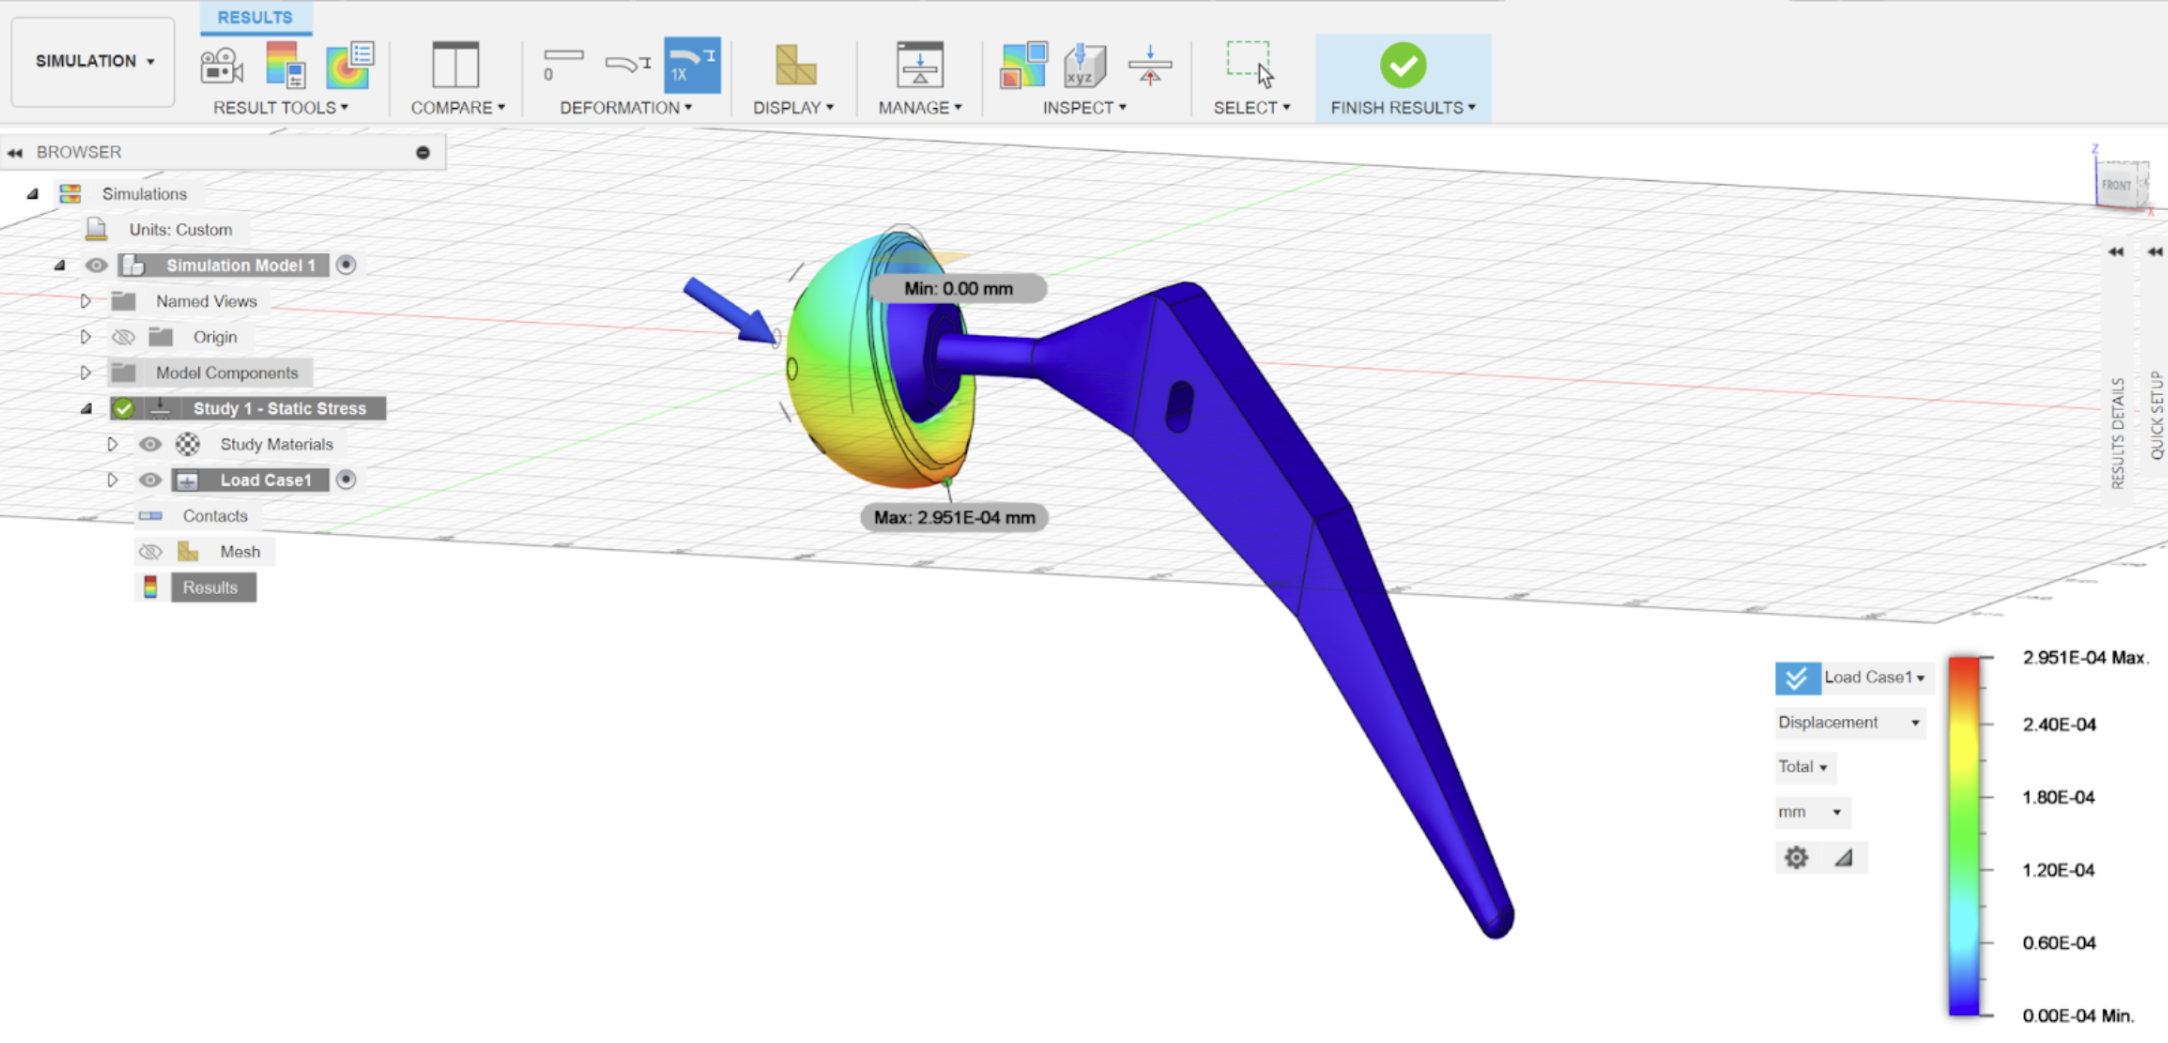 RESULTS
SIMULATION
0
1X
xyz
RESULT TOOLS
COMPARE
DEFORMATION
DISPLAY
MANAGE
INSPECT
SELECT
FINISH RESULTS
BROWSER
Simulations
Units: Custom
Simulation Model 1
Named Views
Origin
Model Components
Study 1 - Static Stress
Study Materials
Load Case1
Contacts
Mesh
Results
Min: 0.00 mm
Max: 2.951E-04 mm
Z
FRONT
X
RESULTS DETAILS
QUICK SETUP
Load Case1
Displacement
Total
mm
2.951E-04 Max.
2.40E-04
1.80E-04
1.20E-04
0.60E-04
0.00E-04 Min.